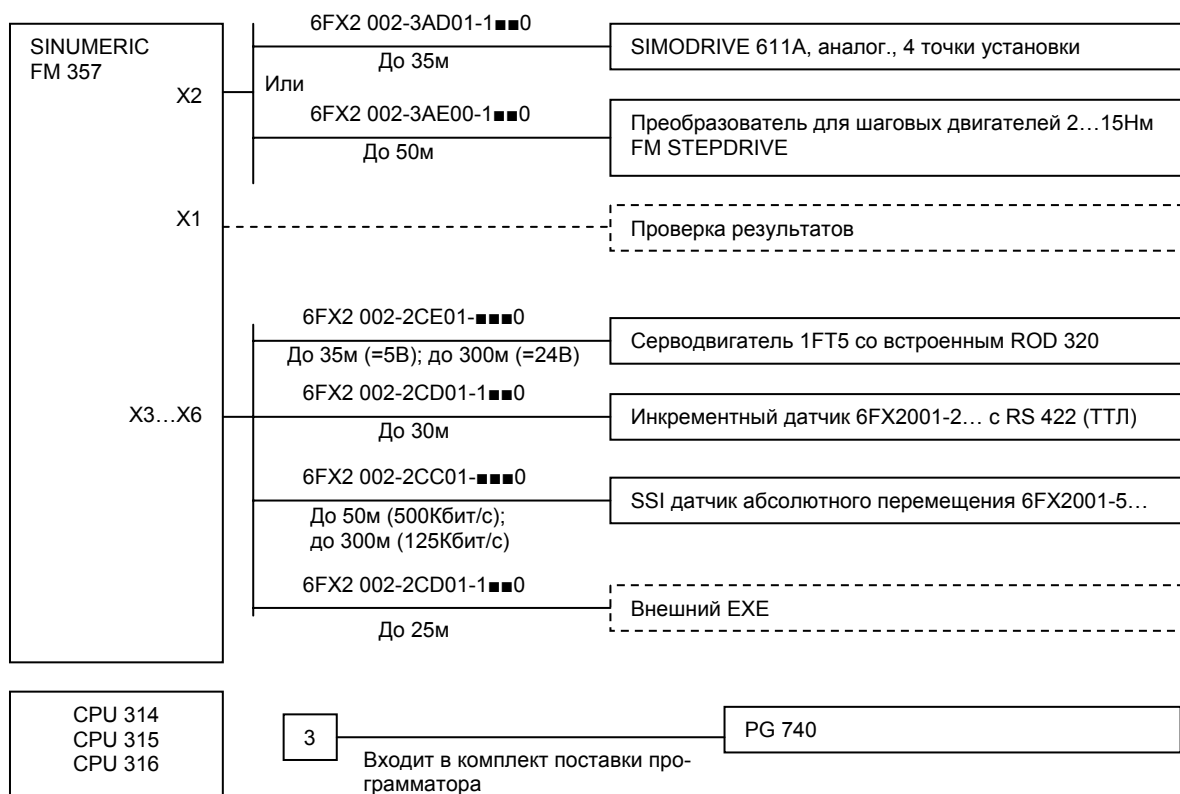 SINUMERIC
FM 357
X2
Или
6FX2 002-3AD01-1■■0
До 35м
SIMODRIVE 611A, аналог., 4 точки установки
6FX2 002-3AE00-1■■0
До 50м
Преобразователь для шаговых двигателей 2…15Нм
FM STEPDRIVE
X1
Проверка результатов
X3…X6
6FX2 002-2CE01-■■■0
До 35м (=5В); до 300м (=24В)
Серводвигатель 1FT5 со встроенным ROD 320
6FX2 002-2CD01-1■■0
До 30м
Инкрементный датчик 6FX2001-2… с RS 422 (ТТЛ)
6FX2 002-2CC01-■■■0
До 50м (500Кбит/с);
до 300м (125Кбит/с)
SSI датчик абсолютного перемещения 6FX2001-5…
6FX2 002-2CD01-1■■0
До 25м
Внешний EXE
CPU 314
CPU 315
CPU 316
3
Входит в комплект поставки про-
грамматора
PG 740